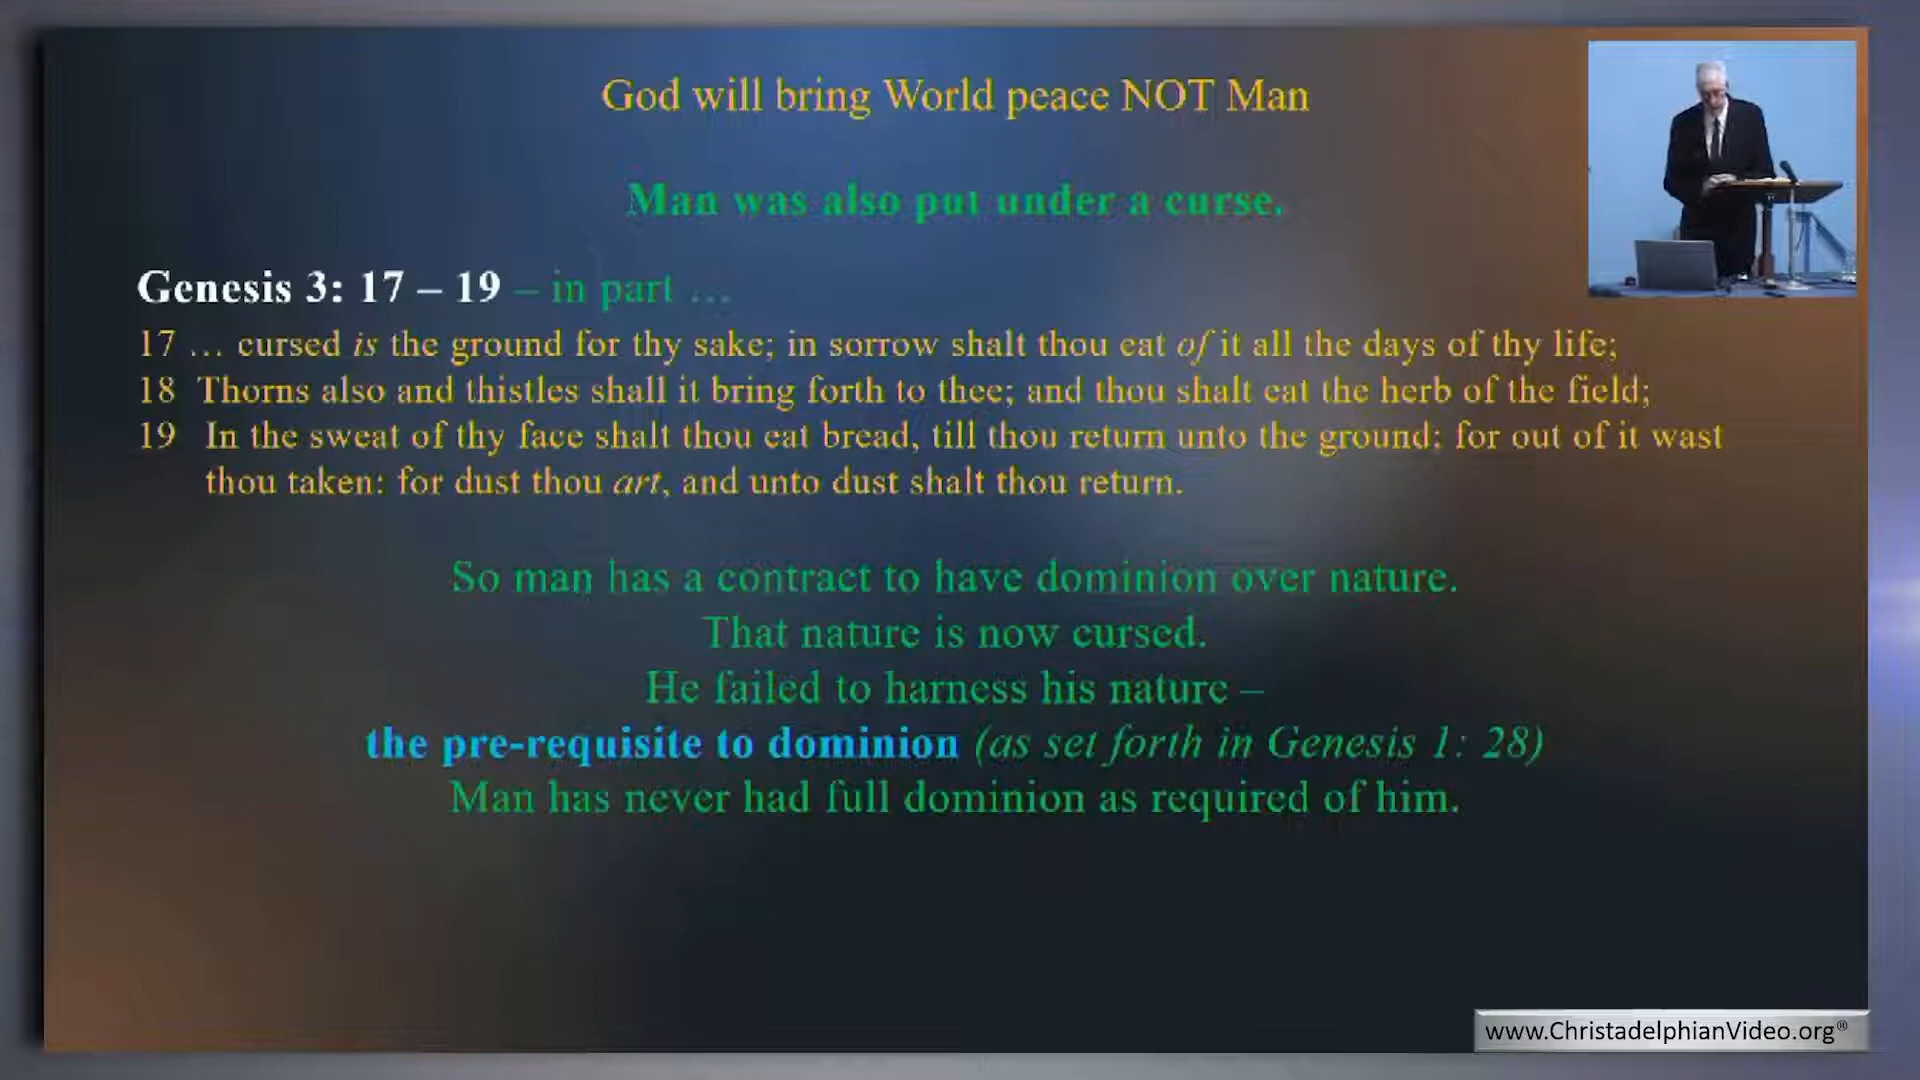 God will bring World peace NOT Man
Man was also put under a curse.
Genesis 3: 17 – 19 – in part …
17 … cursed is the ground for thy sake; in sorrow shalt thou eat of it all the days of thy life;
18 Thorns also and thistles shall it bring forth to thee; and thou shalt eat the herb of the field;
19 In the sweat of thy face shalt thou eat bread, till thou return unto the ground; for out of it wast
thou taken: for dust thou art, and unto dust shalt thou return.
So man has a contract to have dominion over nature.
That nature is now cursed.
He failed to harness his nature –
the pre-requisite to dominion (as set forth in Genesis 1: 28)
Man has never had full dominion as required of him.
www.ChristadelphianVideo.org®